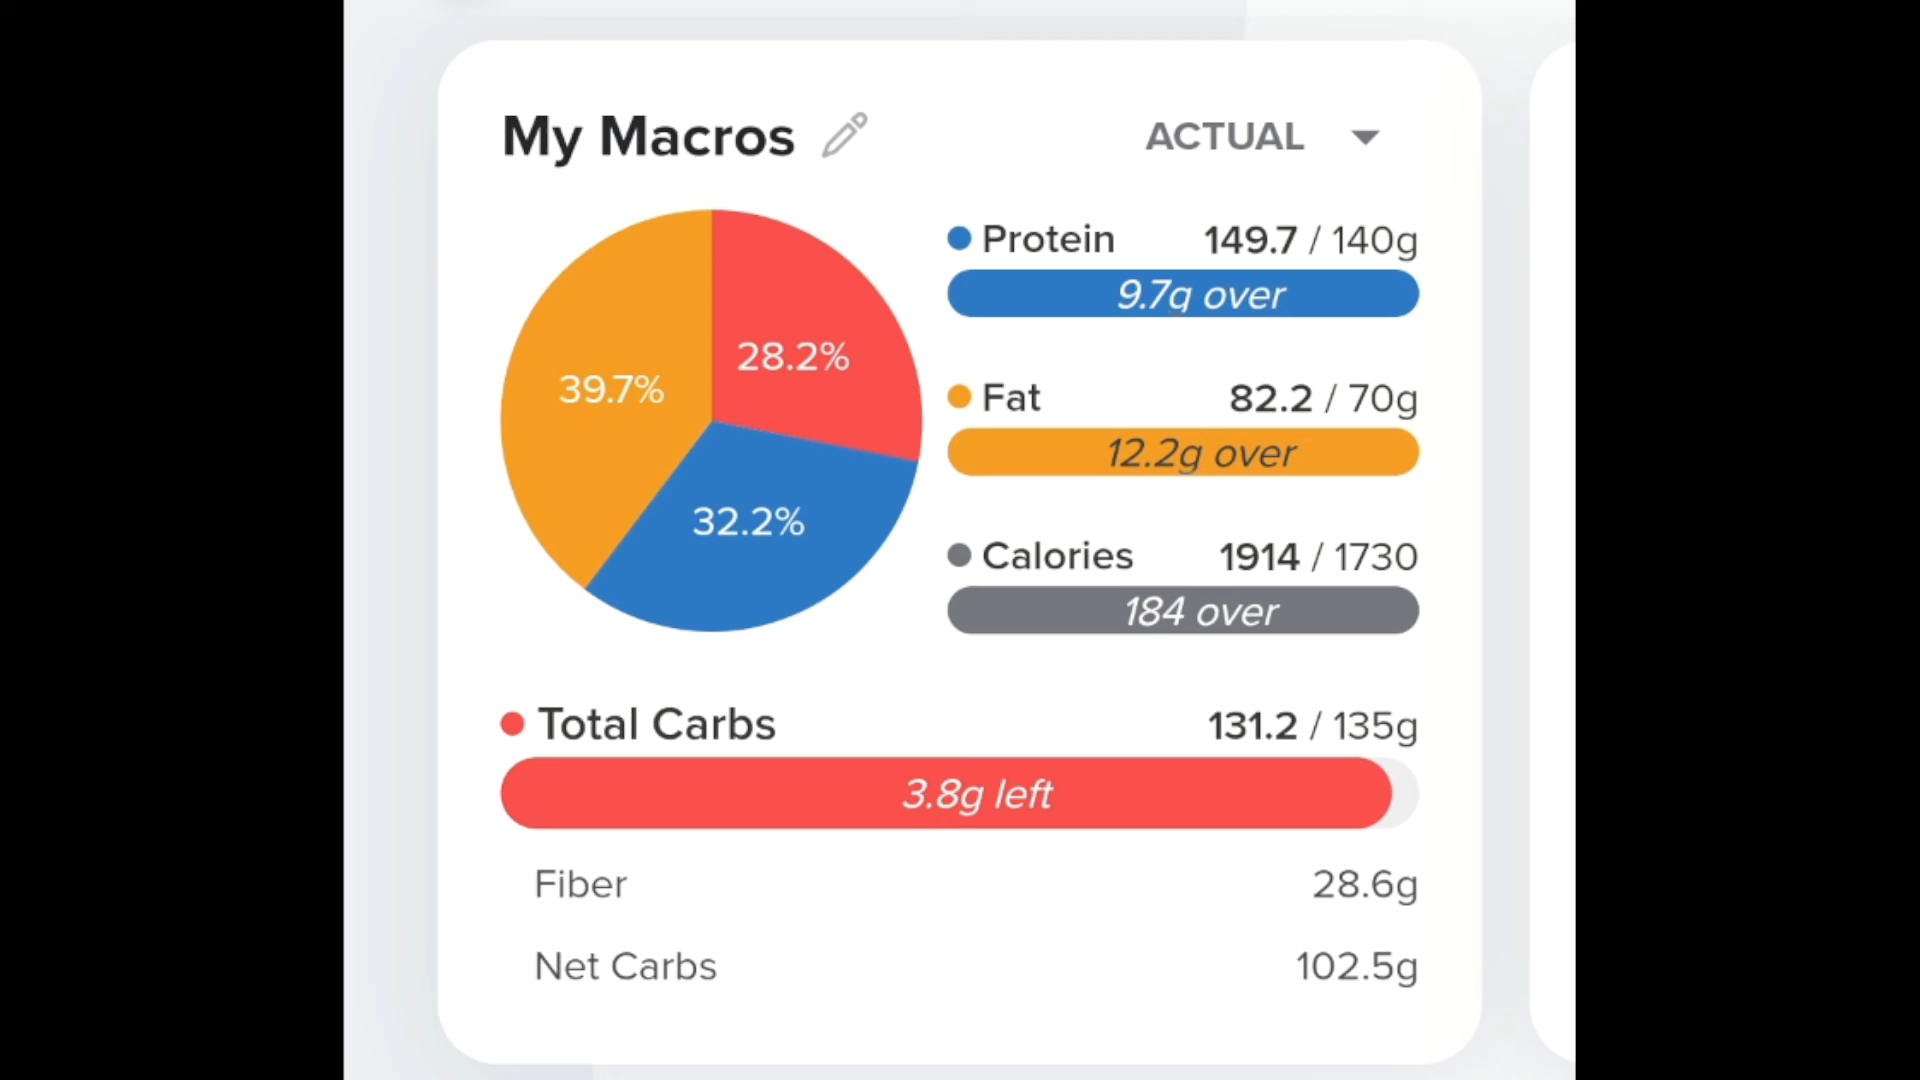 My Macros
ACTUAL
39.7%
28.2%
32.2%
Protein 149.7 / 140g
9.7g over
Fat 82.2 / 70g
12.2g over
Calories 1914 / 1730
184 over
Total Carbs 131.2 / 135g
3.8g left
Fiber 28.6g
Net Carbs 102.5g